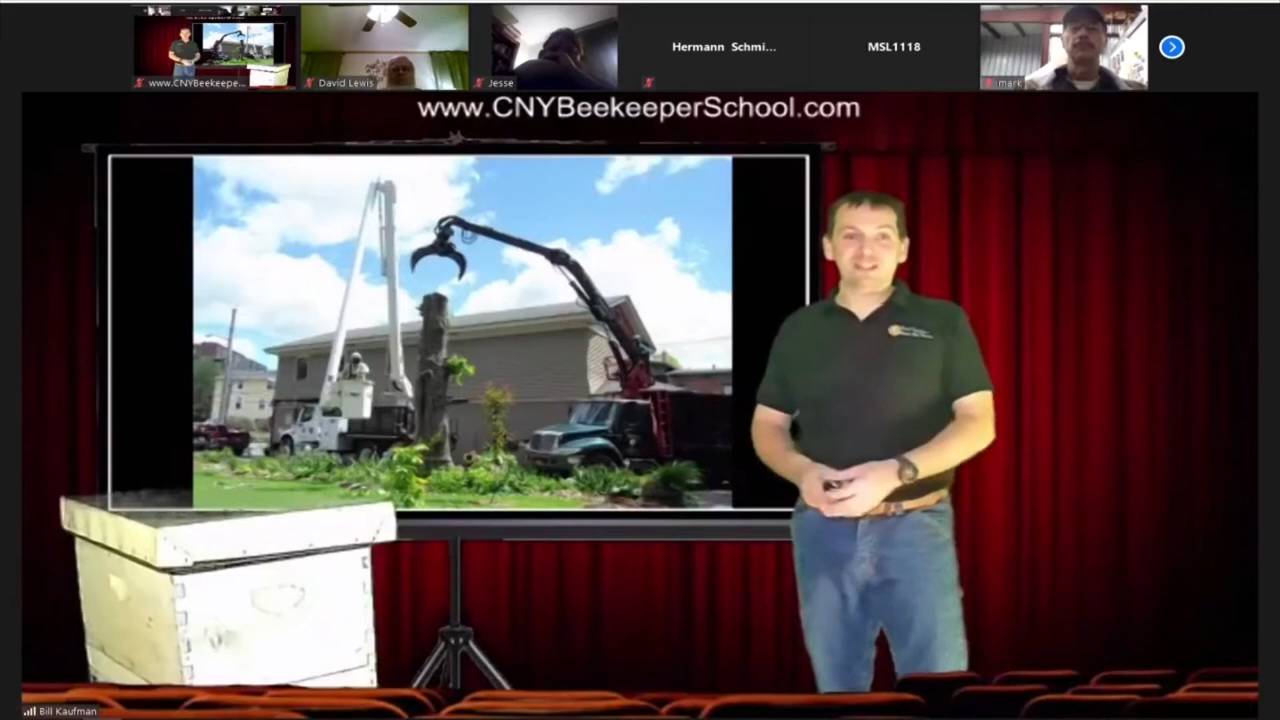 www.CNYBeekeepe...
David Lewis
Jesse
Hermann Schmi...
MSL1118
mark
www.CNYBeekeeperSchool.com
Bill Kaufman